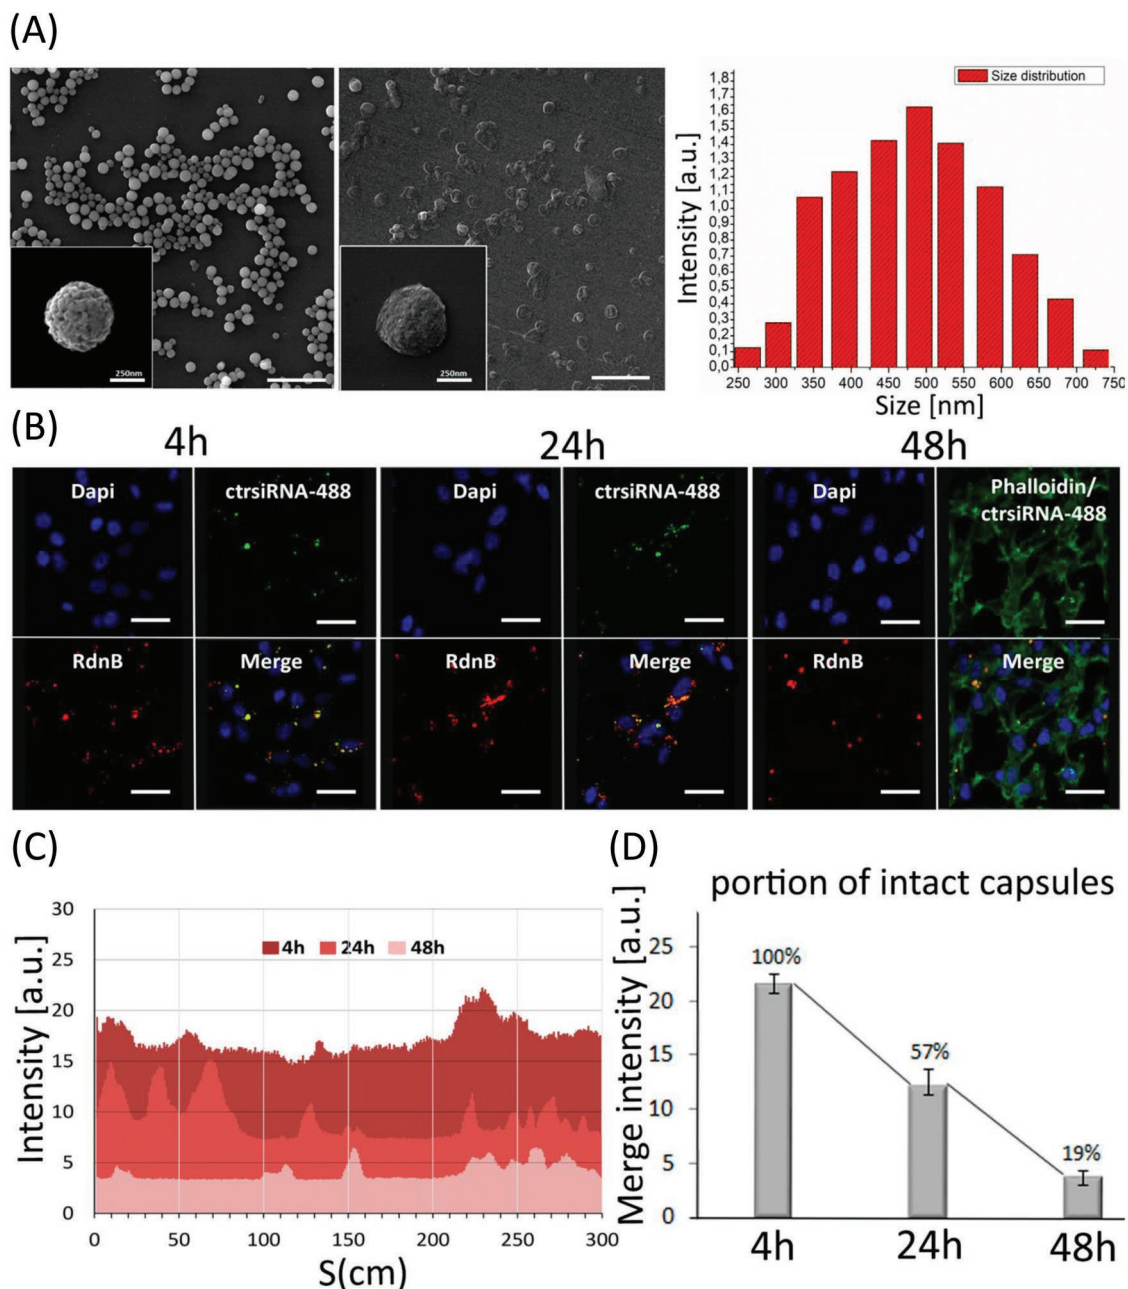 (A)
250nm
250nm
Intensity [a.u.]
1,8
1,7
1,6
1,4
1,3
1,2
1,1
1,0
0,9
0,8
0,7
0,6
0,4
0,3
0,2
0,1
0,0
Size distribution
250 300 350 400 450 500 550 600 650 700 750
Size [nm]
(B)
4h 24h 48h
Dapi ctrsiRNA-488 Dapi ctrsiRNA-488 Dapi Phalloidin/
ctrsiRNA-488
RdnB Merge RdnB Merge RdnB Merge
(C)
Intensity [a.u.]
30
25
20
15
10
5
0
4h 24h 48h
0 50 100 150 200 250 300
S(cm)
(D)
portion of intact capsules
Merge intensity [a.u.]
25
20
15
10
5
0
100%
57%
19%
4h 24h 48h